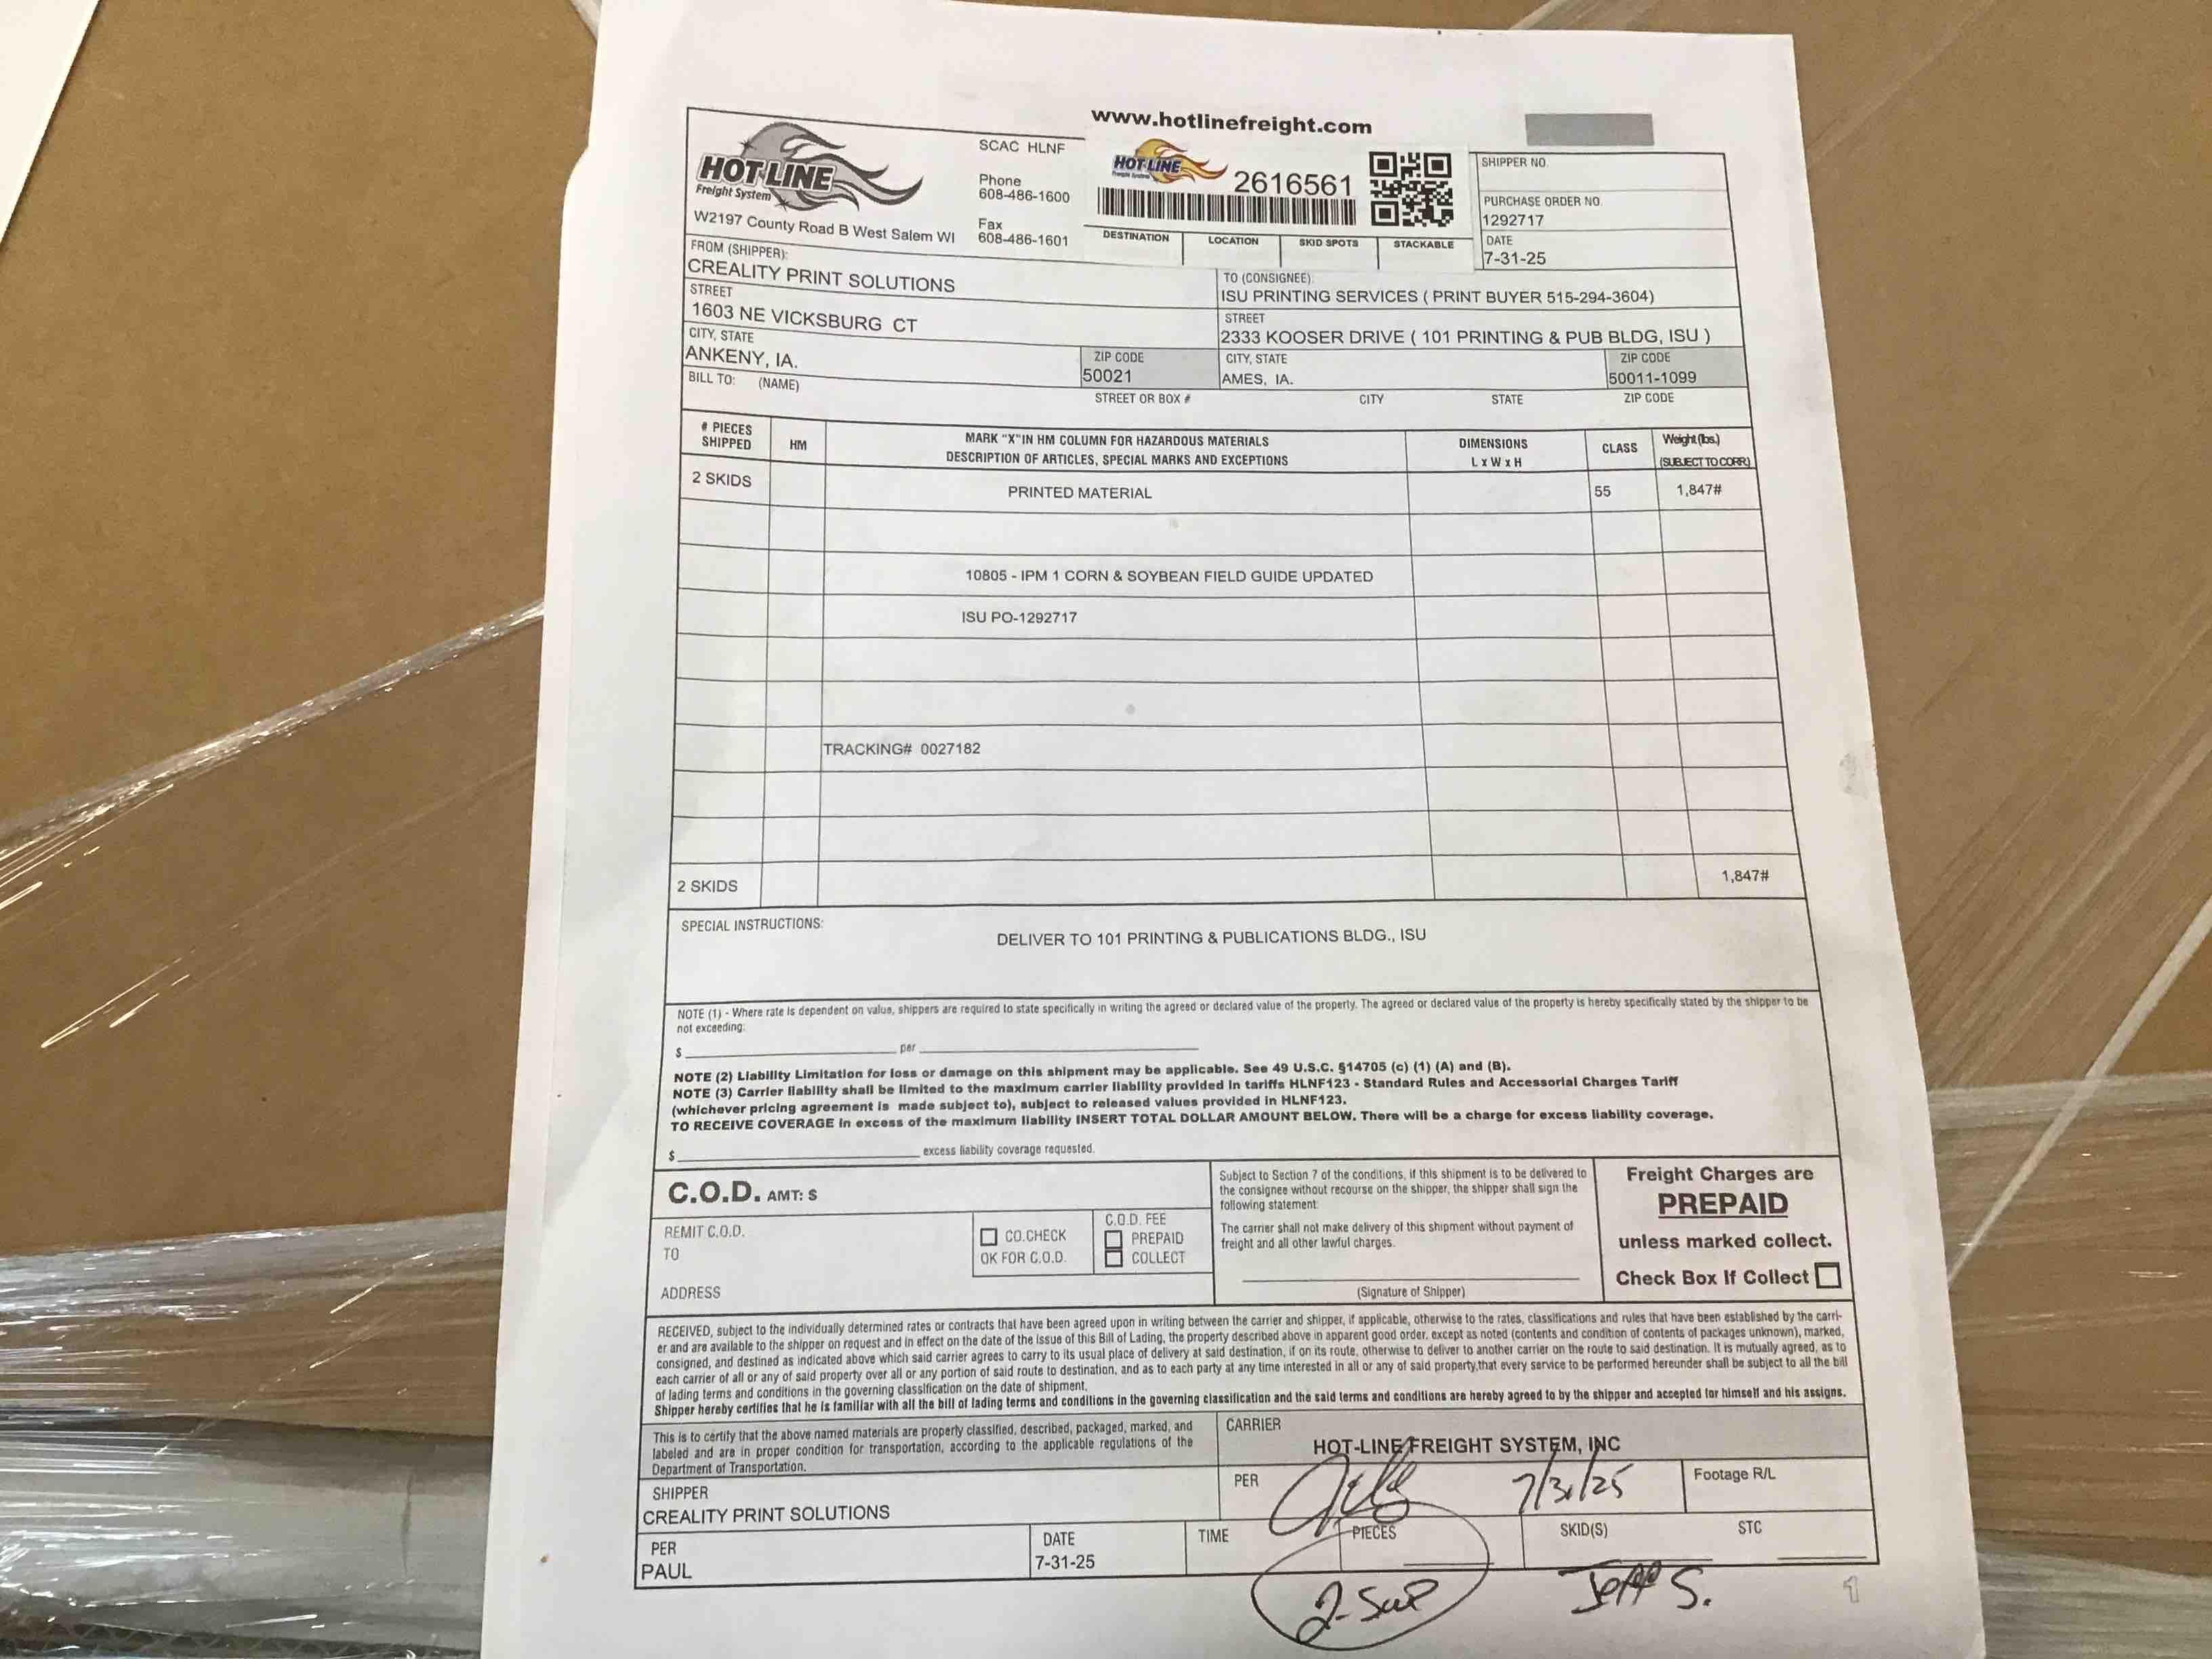 www.hotlinefreight.com
HOT-LINE
Freight System
W2197 County Road B West Salem WI
SCAC HLNF
Phone
608-486-1600
Fax
608-486-1601
HOT-LINE
Freight System
2616561
DESTINATION LOCATION SKID SPOTS STACKABLE
SHIPPER NO.
PURCHASE ORDER NO.
1292717
DATE
7-31-25
FROM (SHIPPER):
CREALITY PRINT SOLUTIONS
STREET
1603 NE VICKSBURG CT
CITY, STATE
ANKENY, IA.
ZIP CODE
50021
TO (CONSIGNEE):
ISU PRINTING SERVICES ( PRINT BUYER 515-294-3604)
STREET
2333 KOOSER DRIVE ( 101 PRINTING & PUB BLDG, ISU )
CITY, STATE
AMES, IA.
ZIP CODE
50011-1099
BILL TO: (NAME) STREET OR BOX # CITY STATE ZIP CODE
# PIECES
SHIPPED
HM
MARK "X"IN HM COLUMN FOR HAZARDOUS MATERIALS
DESCRIPTION OF ARTICLES, SPECIAL MARKS AND EXCEPTIONS
DIMENSIONS
L x W x H
CLASS
Weight (lbs.)
(SUBJECT TO CORR)
2 SKIDS PRINTED MATERIAL 55 1,847#
10805 - IPM 1 CORN & SOYBEAN FIELD GUIDE UPDATED
ISU PO-1292717
TRACKING# 0027182
2 SKIDS 1,847#
SPECIAL INSTRUCTIONS:
DELIVER TO 101 PRINTING & PUBLICATIONS BLDG., ISU
NOTE (1) - Where rate is dependent on value, shippers are required to state specifically in writing the agreed or declared value of the property. The agreed or declared value of the property is hereby specifically stated by the shipper to be
not exceeding:
$ per
NOTE (2) Liability Limitation for loss or damage on this shipment may be applicable. See 49 U.S.C. §14705 (c) (1) (A) and (B).
NOTE (3) Carrier liability shall be limited to the maximum carrier liability provided in tariffs HLNF123 - Standard Rules and Accessorial Charges Tariff
(whichever pricing agreement is made subject to), subject to released values provided in HLNF123.
TO RECEIVE COVERAGE in excess of the maximum liability INSERT TOTAL DOLLAR AMOUNT BELOW. There will be a charge for excess liability coverage.
$ excess liability coverage requested.
C.O.D. AMT: $
REMIT C.O.D.
TO
ADDRESS
CO.CHECK
OK FOR C.O.D.
C.O.D. FEE
PREPAID
COLLECT
Subject to Section 7 of the conditions, if this shipment is to be delivered to
the consignee without recourse on the shipper, the shipper shall sign the
following statement:
The carrier shall not make delivery of this shipment without payment of
freight and all other lawful charges.
(Signature of Shipper)
Freight Charges are
PREPAID
unless marked collect.
Check Box If Collect
RECEIVED, subject to the individually determined rates or contracts that have been agreed upon in writing between the carrier and shipper, if applicable, otherwise to the rates, classifications and rules that have been established by the carri-
er and are available to the shipper on request and in effect on the date of the issue of this Bill of Lading, the property described above in apparent good order, except as noted (contents and condition of contents of packages unknown), marked,
consigned, and destined as indicated above which said carrier agrees to carry to its usual place of delivery at said destination, if on its route, otherwise to deliver to another carrier on the route to said destination. It is mutually agreed, as to
each carrier of all or any of said property over all or any portion of said route to destination, and as to each party at any time interested in all or any of said property,that every service to be performed hereunder shall be subject to all the bill
of lading terms and conditions in the governing classification on the date of shipment.
Shipper hereby certifies that he is familiar with all the bill of lading terms and conditions in the governing classification and the said terms and conditions are hereby agreed to by the shipper and accepted for himself and his assigns.
This is to certify that the above named materials are properly classified, described, packaged, marked, and
labeled and are in proper condition for transportation, according to the applicable regulations of the
Department of Transportation.
CARRIER
HOT-LINE FREIGHT SYSTEM, INC
PER 7/31/25 Footage R/L
SHIPPER
CREALITY PRINT SOLUTIONS
PER
PAUL
DATE
7-31-25
TIME PIECES SKID(S) STC
Jeff S.
1